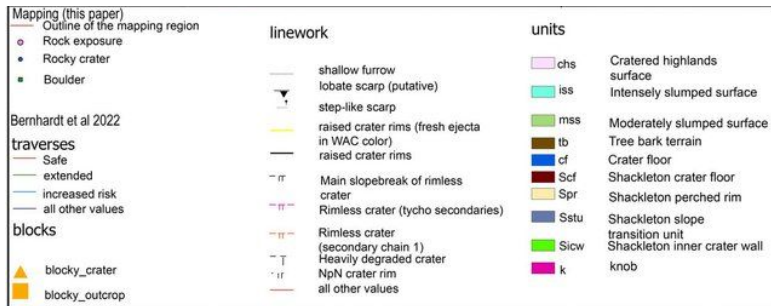 Mapping (this paper)
Outline of the mapping region
Rock exposure
Rocky crater
Boulder
Bernhardt et al 2022
traverses
Safe
extended
increased risk
all other values
blocks
blocky_crater
blocky_outcrop
linework
shallow furrow
lobate scarp (putative)
step-like scarp
raised crater rims (fresh ejecta
in WAC color)
raised crater rims
Main slopebreak of rimless
crater
Rimless crater (tycho secondaries)
Rimless crater
(secondary chain 1)
Heavily degraded crater
NpN crater rim
all other values
units
chs Cratered highlands
surface
iss Intensely slumped surface
mss Moderately slumped surface
tb Tree bark terrain
cf Crater floor
Scf Shackleton crater floor
Spr Shackleton perched rim
Sstu Shackleton slope
transition unit
Sicw Shackleton inner crater wall
k knob